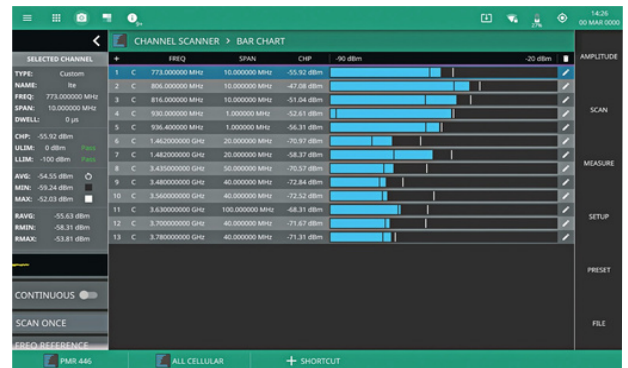 9+
27%
14:26
00 MAR 0000
CHANNEL SCANNER > BAR CHART
SELECTED CHANNEL
TYPE: Custom
NAME: lte
FREQ: 773.000000 MHz
SPAN: 10.000000 MHz
DWELL: 0 µs
CHP: -55.92 dBm
ULIM: 0 dBm Pass
LLIM: -100 dBm Pass
AVG: -54.55 dBm
MIN: -59.24 dBm
MAX: -52.03 dBm
RAVG: -55.63 dBm
RMIN: -58.31 dBm
RMAX: -53.81 dBm
CONTINUOUS
SCAN ONCE
FREQ REFERENCE
+ FREQ SPAN CHP -90 dBm -20 dBm
1 C 773.000000 MHz 10.000000 MHz -55.92 dBm
2 C 806.000000 MHz 10.000000 MHz -47.08 dBm
3 C 816.000000 MHz 10.000000 MHz -51.04 dBm
4 C 930.000000 MHz 1.000000 MHz -52.61 dBm
5 C 936.400000 MHz 1.000000 MHz -56.31 dBm
6 C 1.462000000 GHz 20.000000 MHz -70.97 dBm
7 C 1.482000000 GHz 20.000000 MHz -58.37 dBm
8 C 3.435000000 GHz 50.000000 MHz -70.57 dBm
9 C 3.480000000 GHz 40.000000 MHz -72.84 dBm
10 C 3.560000000 GHz 40.000000 MHz -72.52 dBm
11 C 3.630000000 GHz 100.000000 MHz -68.31 dBm
12 C 3.700000000 GHz 40.000000 MHz -71.67 dBm
13 C 3.780000000 GHz 40.000000 MHz -71.31 dBm
AMPLITUDE
SCAN
MEASURE
SETUP
PRESET
FILE
PMR 446
ALL CELLULAR
+ SHORTCUT